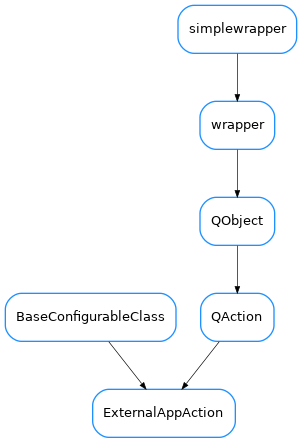 simplewrapper
wrapper
QObject
BaseConfigurableClass
QAction
ExternalAppAction